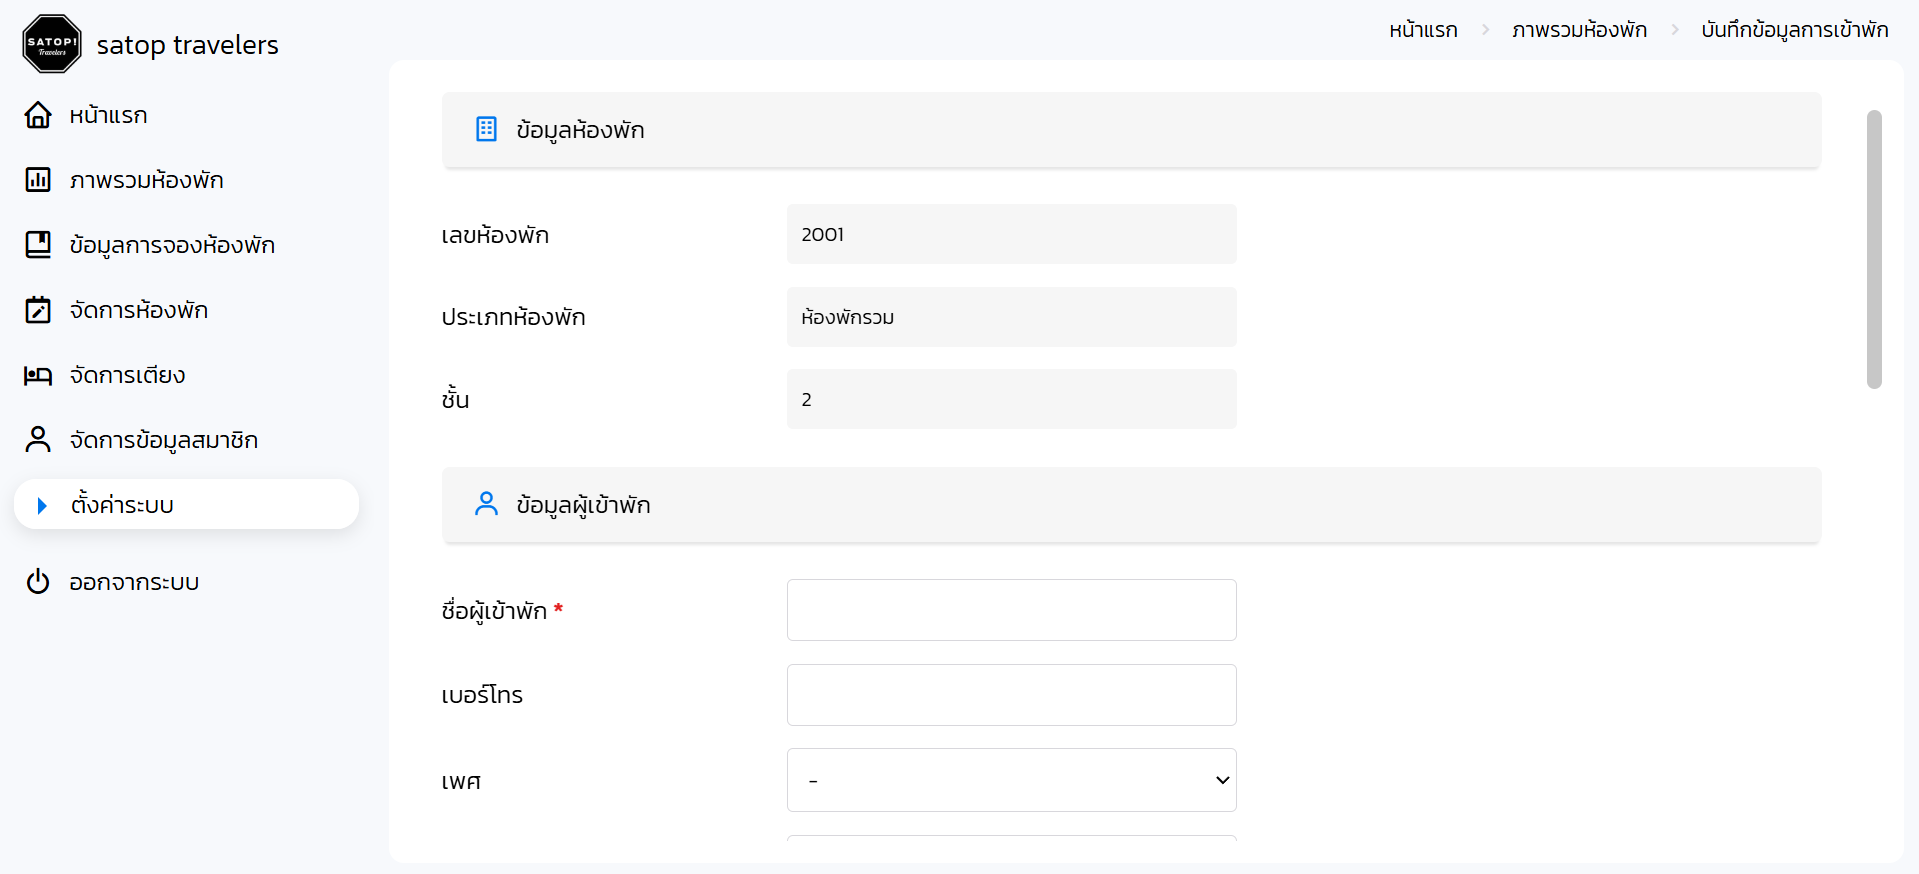 SATOP!
Travelers
satop travelers
หน้าแรก
ภาพรวมห้องพัก
ข้อมูลการจองห้องพัก
จัดการห้องพัก
จัดการเตียง
จัดการข้อมูลสมาชิก
ตั้งค่าระบบ
ออกจากระบบ
หน้าแรก > ภาพรวมห้องพัก > บันทึกข้อมูลการเข้าพัก
ข้อมูลห้องพัก
เลขห้องพัก 2001
ประเภทห้องพัก ห้องพักรวม
ชั้น 2
ข้อมูลผู้เข้าพัก
ชื่อผู้เข้าพัก *
เบอร์โทร
เพศ -